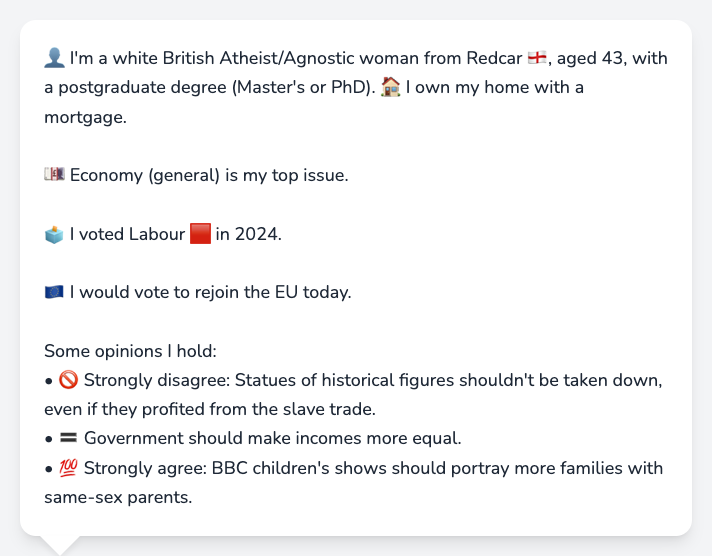 👤 I'm a white British Atheist/Agnostic woman from Redcar 🏴󠁧󠁢󠁥󠁮󠁧󠁿, aged 43, with
a postgraduate degree (Master's or PhD). 🏠 I own my home with a
mortgage.
💷 Economy (general) is my top issue.
🗳️ I voted Labour 🟥 in 2024.
🇪🇺 I would vote to rejoin the EU today.
Some opinions I hold:
• 🚫 Strongly disagree: Statues of historical figures shouldn't be taken down,
even if they profited from the slave trade.
• 🟰 Government should make incomes more equal.
• 💯 Strongly agree: BBC children's shows should portray more families with
same-sex parents.